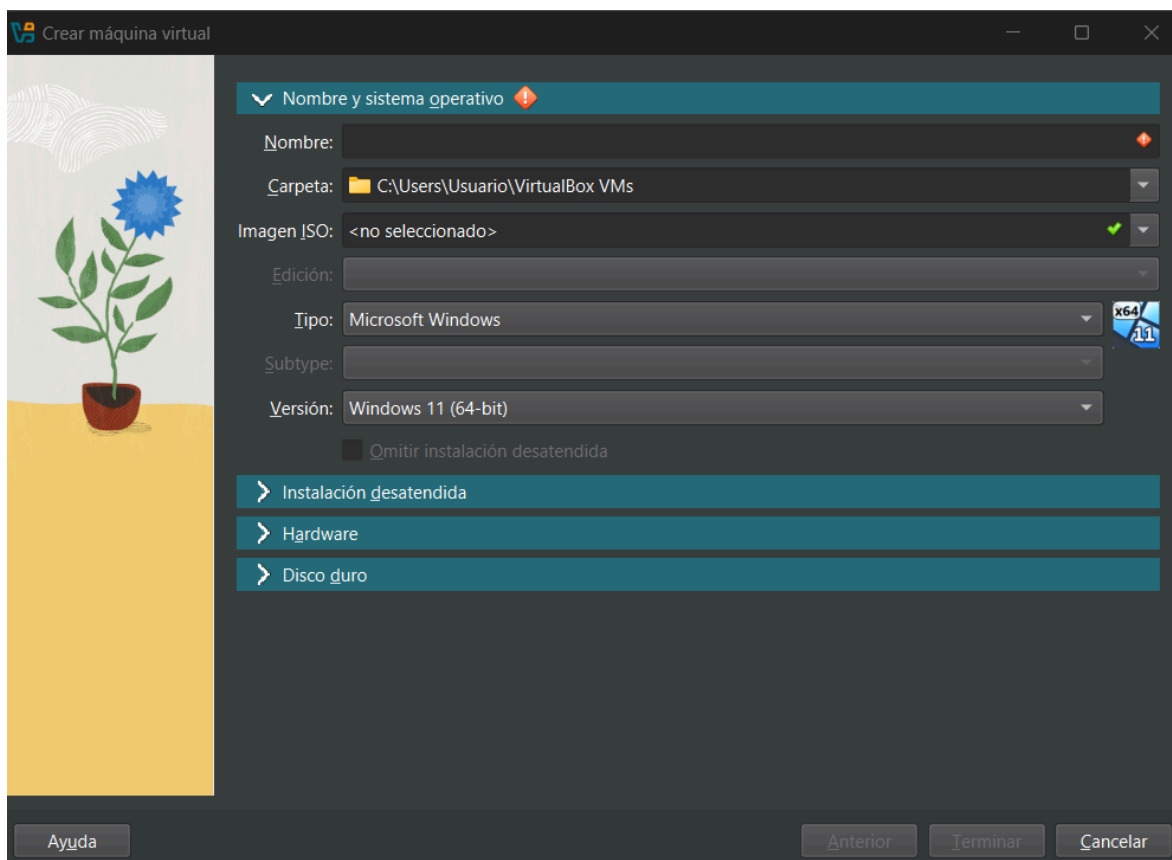 Crear máquina virtual
Nombre y sistema operativo
Nombre:
Carpeta: C:\Users\Usuario\VirtualBox VMs
Imagen ISO: <no seleccionado>
Edición:
Tipo: Microsoft Windows
x64
11
Subtype:
Versión: Windows 11 (64-bit)
Omitir instalación desatendida
Instalación desatendida
Hardware
Disco duro
Ayuda Anterior Terminar Cancelar